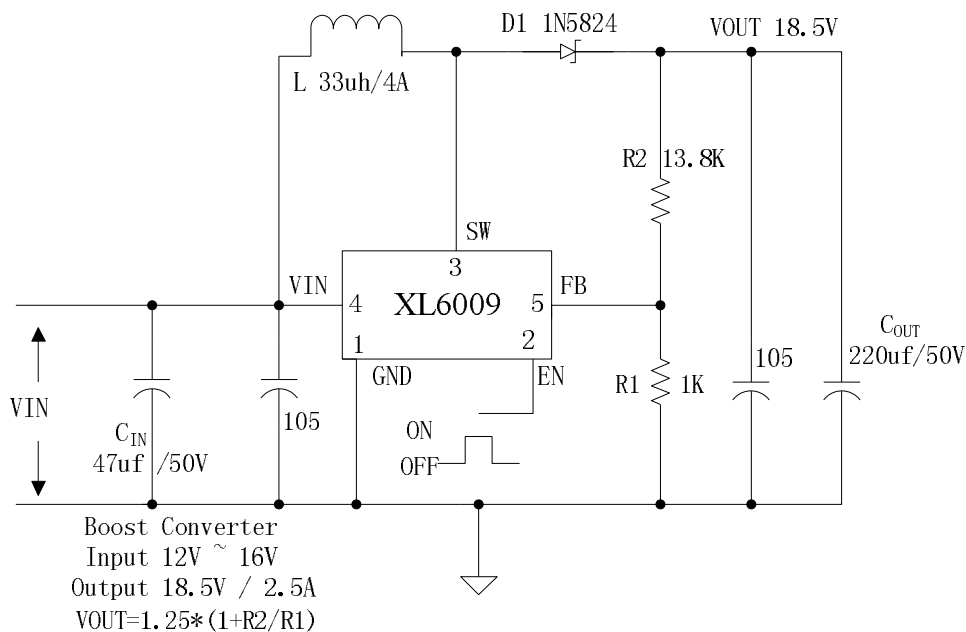 D1 1N5824
VOUT 18.5V
L 33uh/4A
R2 13.8K
SW
3
VIN
4
XL6009
5
FB
1
2
GND
EN
C_OUT
220uf/50V
105
R1 1K
VIN
105
C_IN
47uf /50V
ON
OFF
Boost Converter
Input 12V ~ 16V
Output 18.5V / 2.5A
VOUT=1.25*(1+R2/R1)